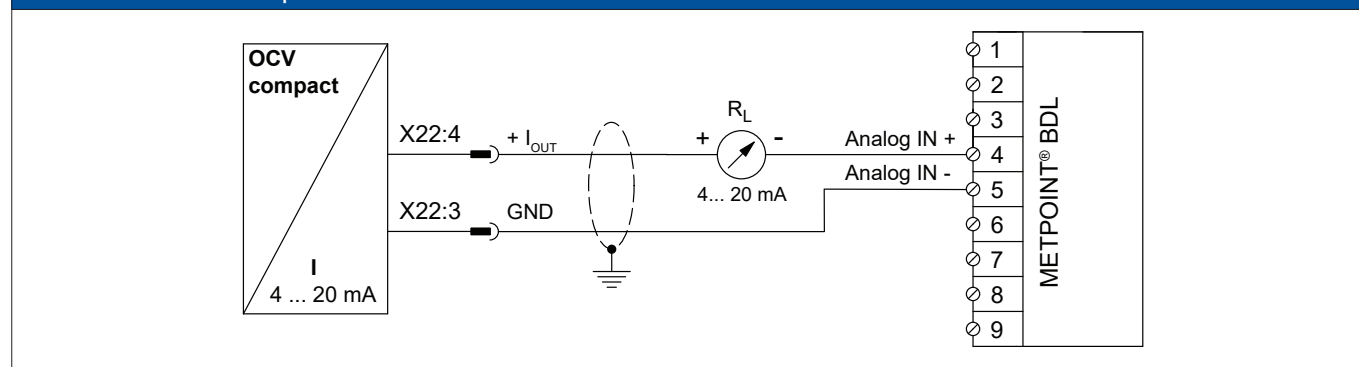 OCV
compact
I
4 ... 20 mA
X22:4
+ I_OUT
X22:3
GND
R_L
+
-
4... 20 mA
Analog IN +
Analog IN -
1
2
3
4
5
6
7
8
9
METPOINT® BDL